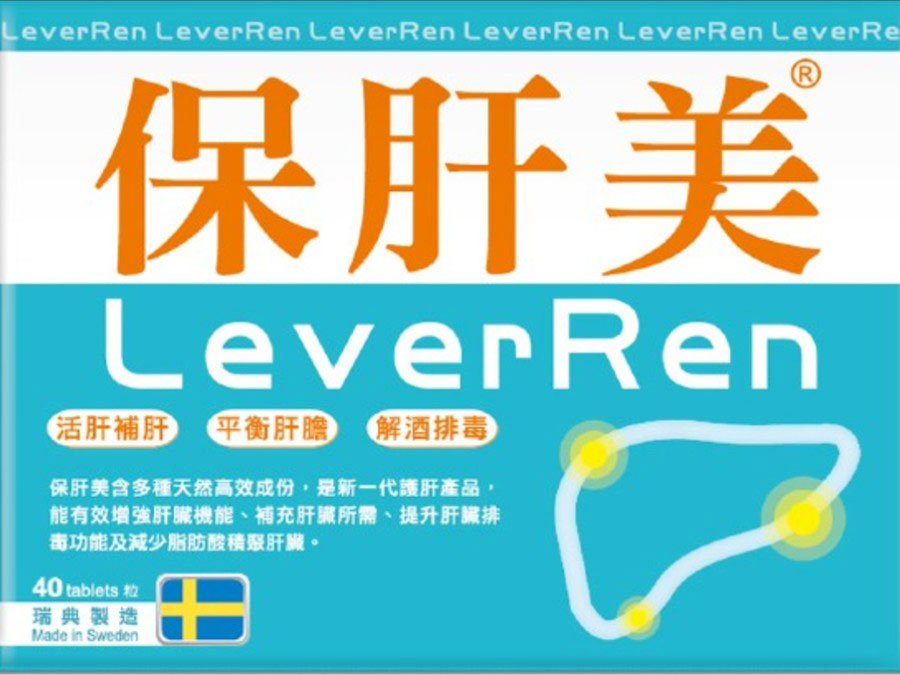 LeverRen LeverRen LeverRen LeverRen LeverRen LeverRe
保肝美®
LeverRen
活肝補肝 平衡肝膽 解酒排毒
保肝美含多種天然高效成份，是新一代護肝產品，
能有效增強肝臟機能、補充肝臟所需、提升肝臟排
毒功能及減少脂肪酸積聚肝臟。
40 tablets 粒
瑞典製造
Made in Sweden